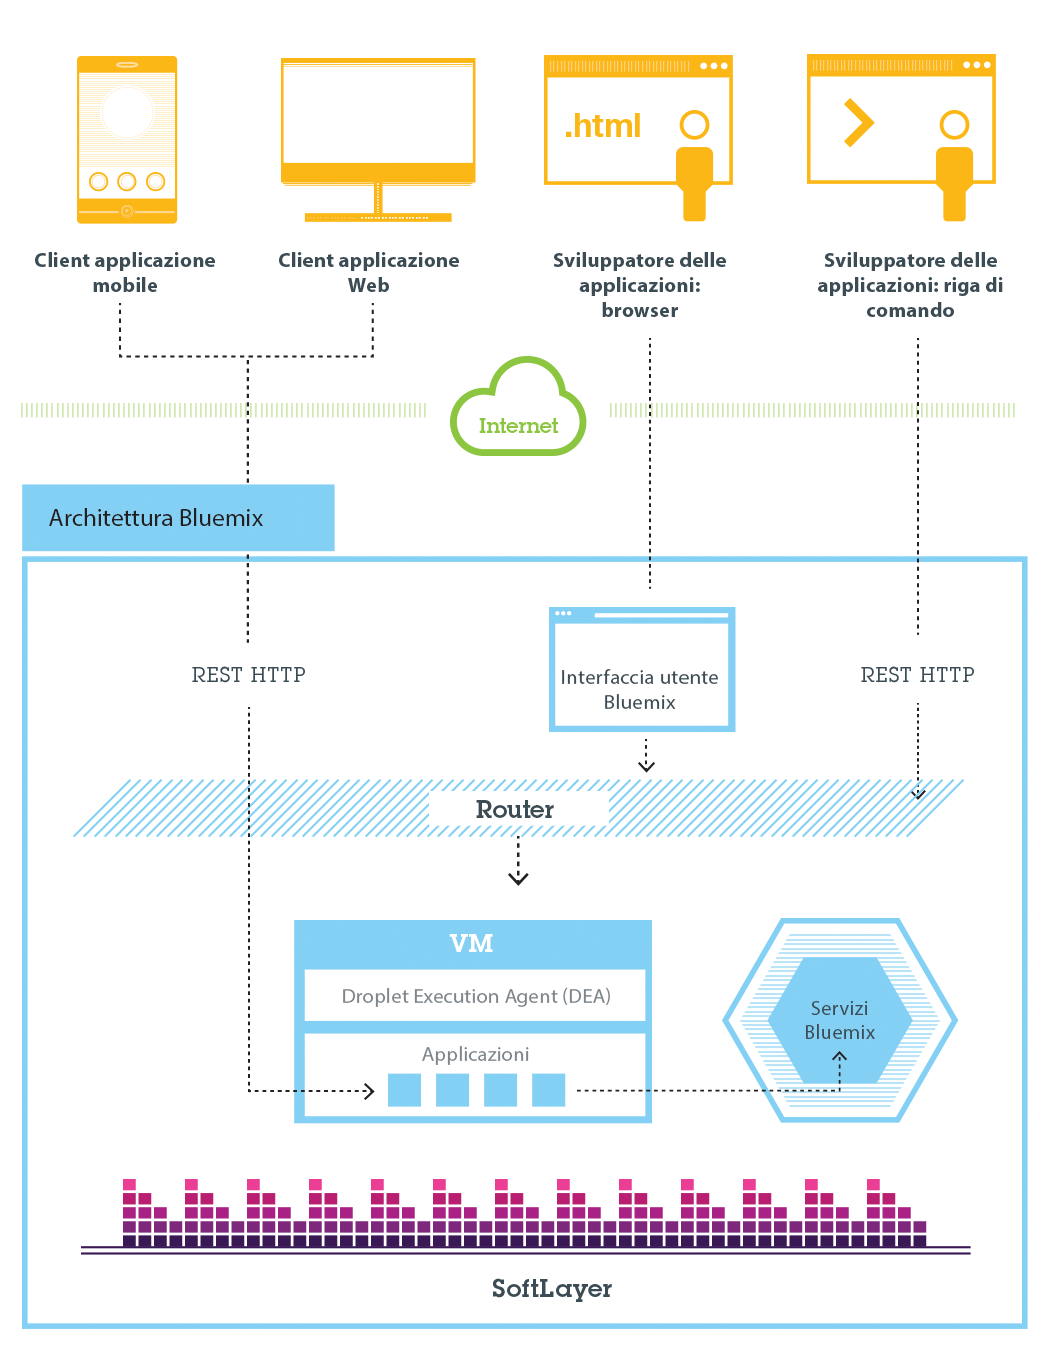 .html
Client applicazione
mobile
Client applicazione
Web
Sviluppatore delle
applicazioni:
browser
Sviluppatore delle
applicazioni: riga di
comando
Internet
Architettura Bluemix
REST HTTP
Interfaccia utente
Bluemix
REST HTTP
Router
VM
Droplet Execution Agent (DEA)
Applicazioni
Servizi
Bluemix
SoftLayer